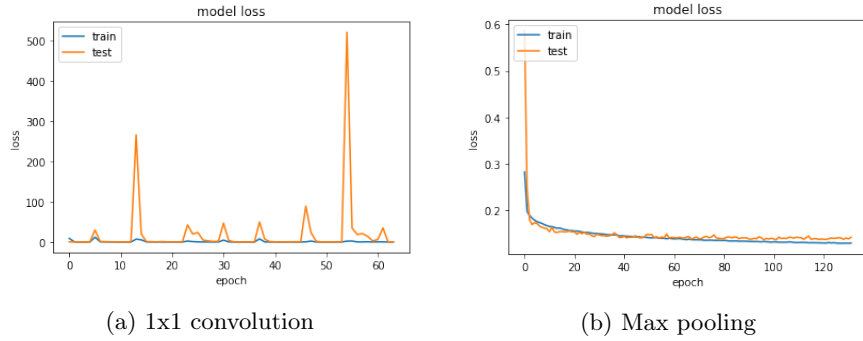 model loss
train
test
500
400
300
200
100
0
loss
0 10 20 30 40 50 60
epoch
(a) 1x1 convolution
model loss
train
test
0.6
0.5
0.4
0.3
0.2
loss
0 20 40 60 80 100 120
epoch
(b) Max pooling